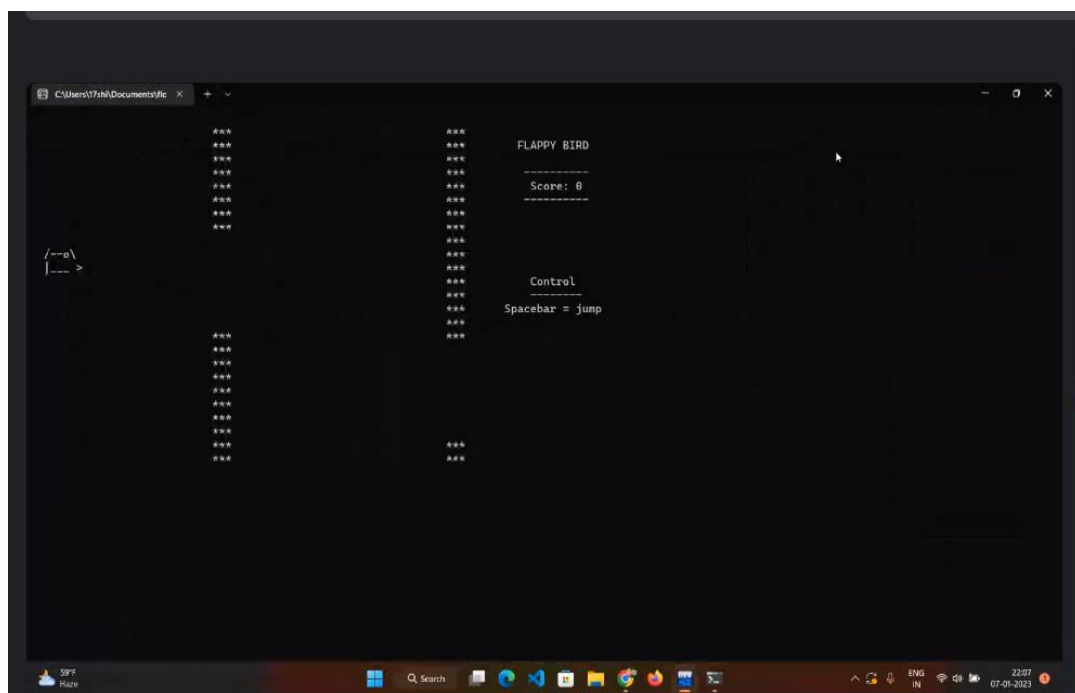 C:\Users\17shi\Documents\flc
FLAPPY BIRD
----------
Score: 0
----------
/--o\
|___ >
Control
--------
Spacebar = jump
59°F
Haze
Search
ENG
IN
22:07
07-01-2023